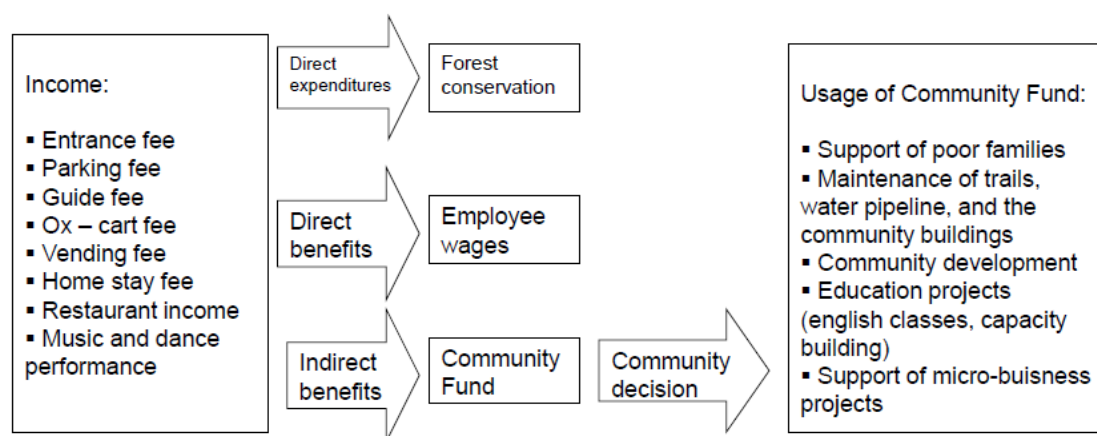 Income:
▪ Entrance fee
▪ Parking fee
▪ Guide fee
▪ Ox – cart fee
▪ Vending fee
▪ Home stay fee
▪ Restaurant income
▪ Music and dance
performance
Direct
expenditures
Forest
conservation
Direct
benefits
Employee
wages
Indirect
benefits
Community
Fund
Community
decision
Usage of Community Fund:
▪ Support of poor families
▪ Maintenance of trails,
water pipeline, and the
community buildings
▪ Community development
▪ Education projects
(english classes, capacity
building)
▪ Support of micro-buisness
projects